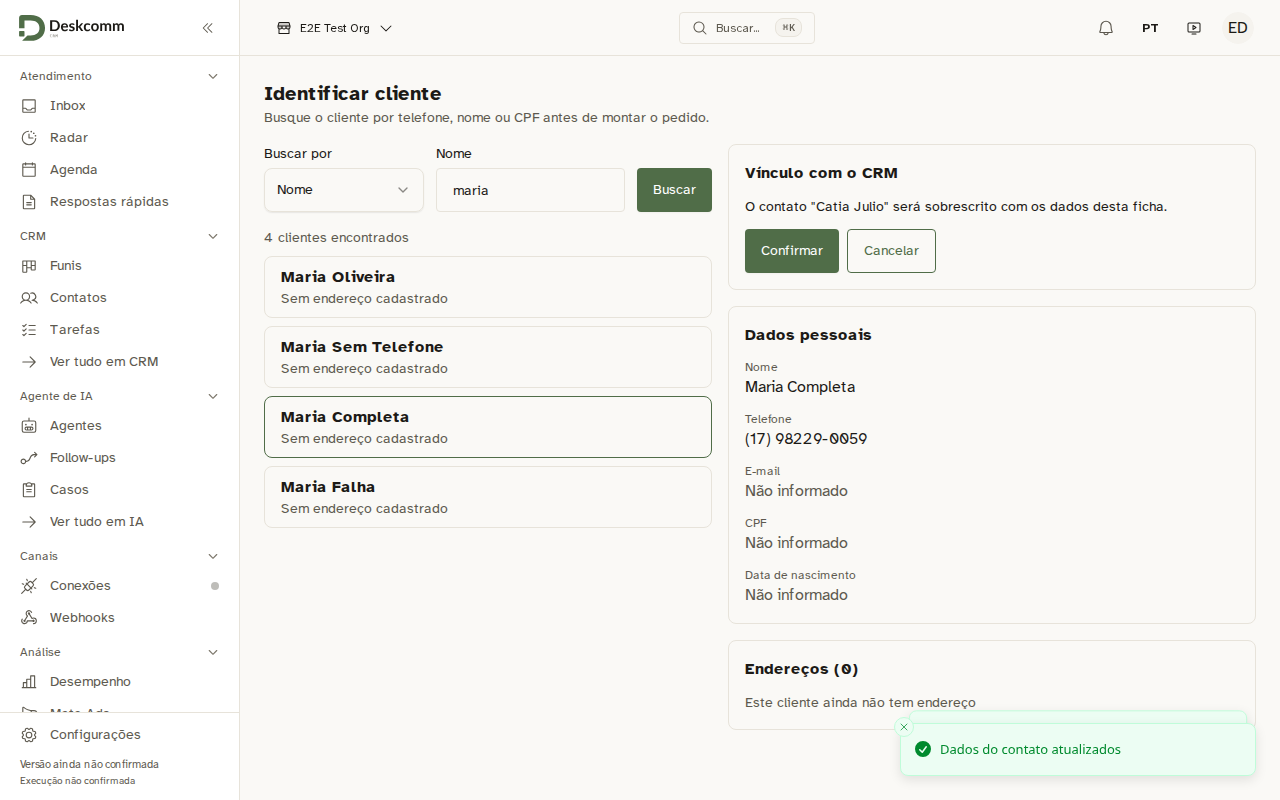 Deskcomm
E2E Test Org
Buscar...
⌘K
PT
ED
Atendimento
Inbox
Radar
Agenda
Respostas rápidas
CRM
Funis
Contatos
Tarefas
Ver tudo em CRM
Agente de IA
Agentes
Follow-ups
Casos
Ver tudo em IA
Canais
Conexões
Webhooks
Análise
Desempenho
Meta Ads
Configurações
Versão ainda não confirmada
Execução não confirmada
Identificar cliente
Busque o cliente por telefone, nome ou CPF antes de montar o pedido.
Buscar por
Nome
Nome
maria
Buscar
4 clientes encontrados
Maria Oliveira
Sem endereço cadastrado
Maria Sem Telefone
Sem endereço cadastrado
Maria Completa
Sem endereço cadastrado
Maria Falha
Sem endereço cadastrado
Vínculo com o CRM
O contato "Catia Julio" será sobrescrito com os dados desta ficha.
Confirmar
Cancelar
Dados pessoais
Nome
Maria Completa
Telefone
(17) 98229-0059
E-mail
Não informado
CPF
Não informado
Data de nascimento
Não informado
Endereços (0)
Este cliente ainda não tem endereço
Dados do contato atualizados